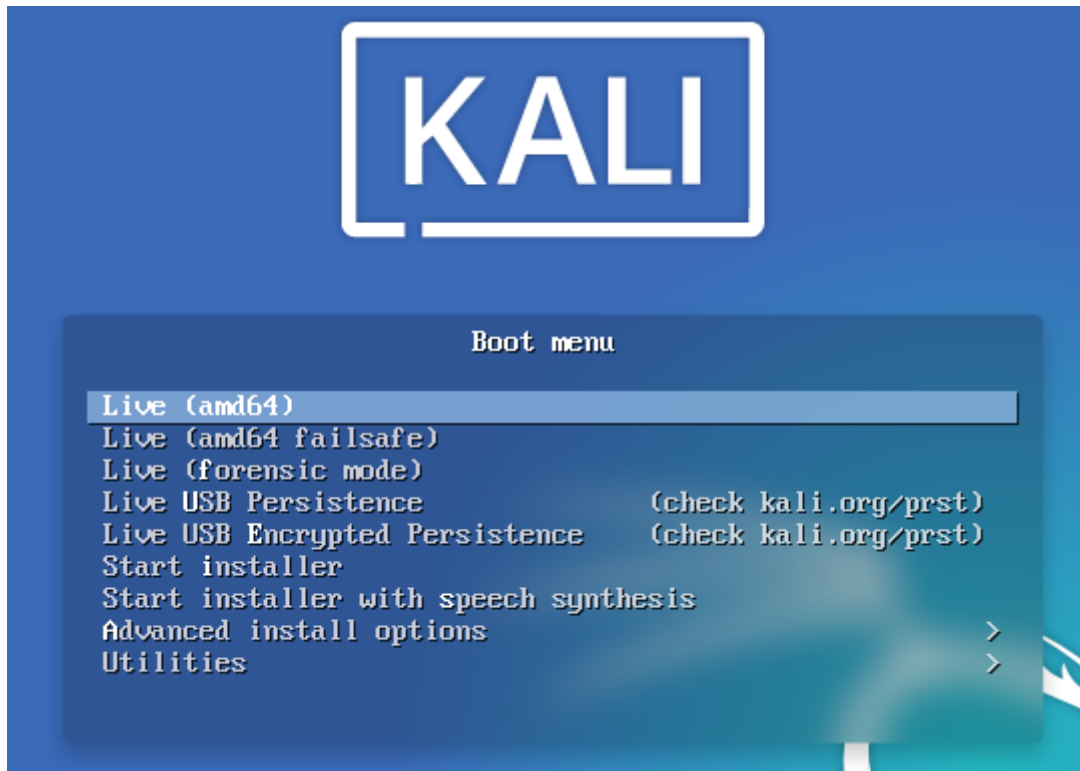 KALI
Boot menu
Live (amd64)
Live (amd64 failsafe)
Live (forensic mode)
Live USB Persistence (check kali.org/prst)
Live USB Encrypted Persistence (check kali.org/prst)
Start installer
Start installer with speech synthesis
Advanced install options >
Utilities >